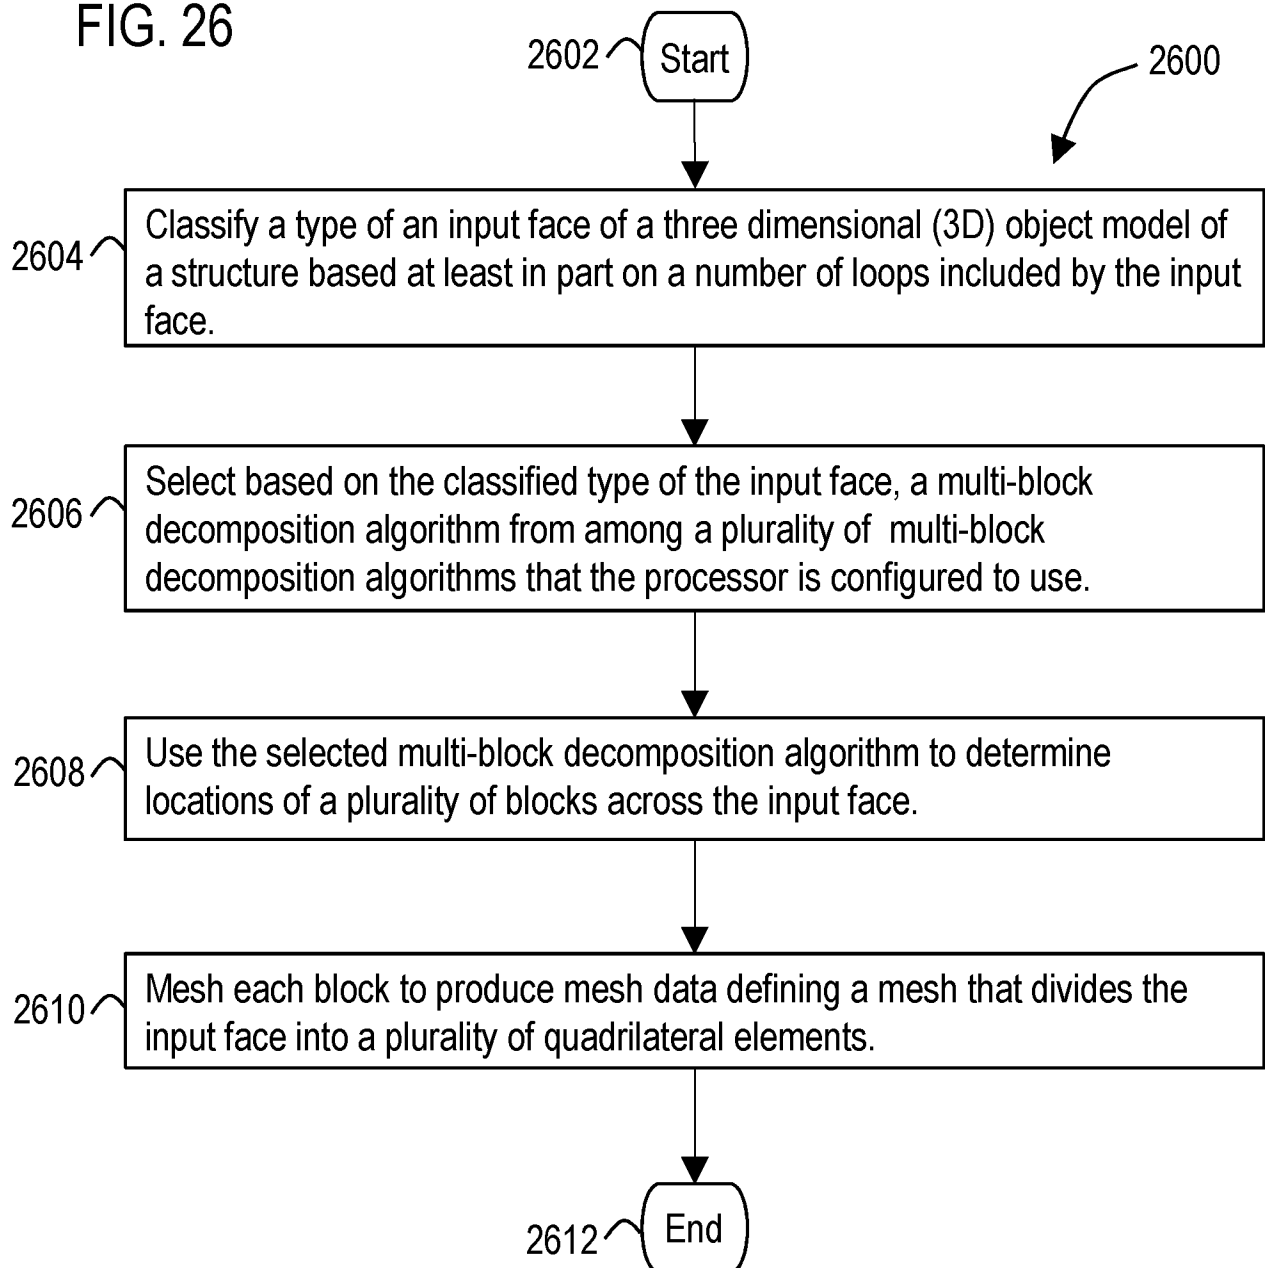 FIG. 26
2602
Start
2600
2604
Classify a type of an input face of a three dimensional (3D) object model of
a structure based at least in part on a number of loops included by the input
face.
2606
Select based on the classified type of the input face, a multi-block
decomposition algorithm from among a plurality of  multi-block
decomposition algorithms that the processor is configured to use.
2608
Use the selected multi-block decomposition algorithm to determine
locations of a plurality of blocks across the input face.
2610
Mesh each block to produce mesh data defining a mesh that divides the
input face into a plurality of quadrilateral elements.
2612
End